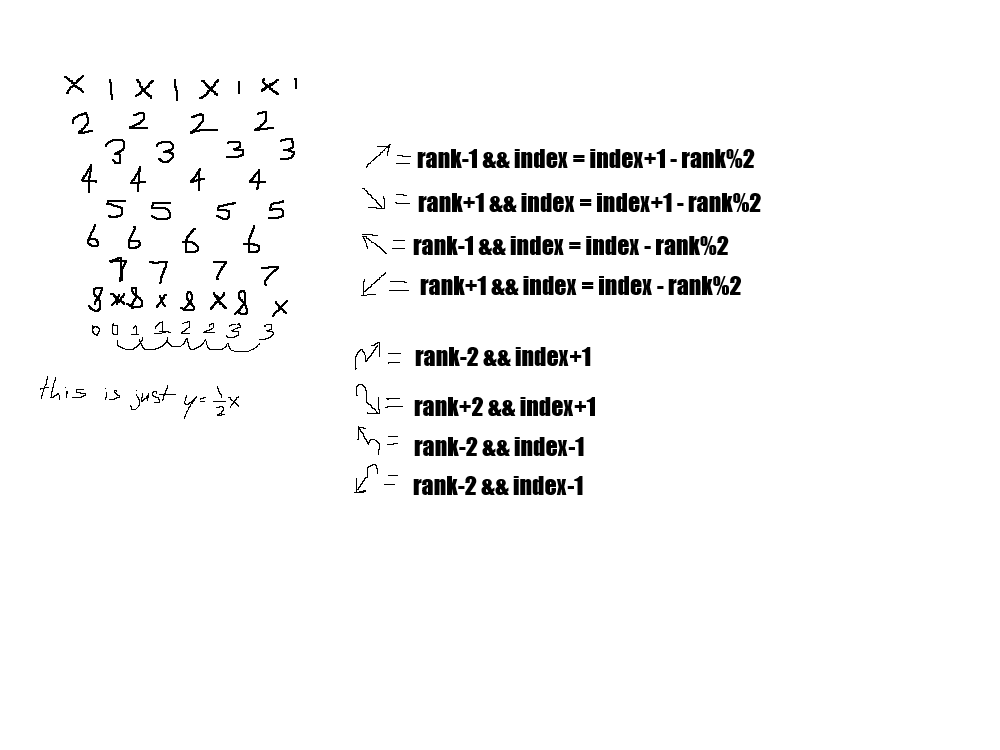 X 1 X 1 X 1 X 1
2 2 2 2
3 3 3 3
4 4 4 4
5 5 5 5
6 6 6 6
7 7 7 7
8 x 8 x 8 X 8 x
0 0 1 1 2 2 3 3
this is just y=½x
↗ = rank-1 && index = index+1 - rank%2
↘ = rank+1 && index = index+1 - rank%2
↖ = rank-1 && index = index - rank%2
↙ = rank+1 && index = index - rank%2
= rank-2 && index+1
= rank+2 && index+1
= rank-2 && index-1
= rank-2 && index-1